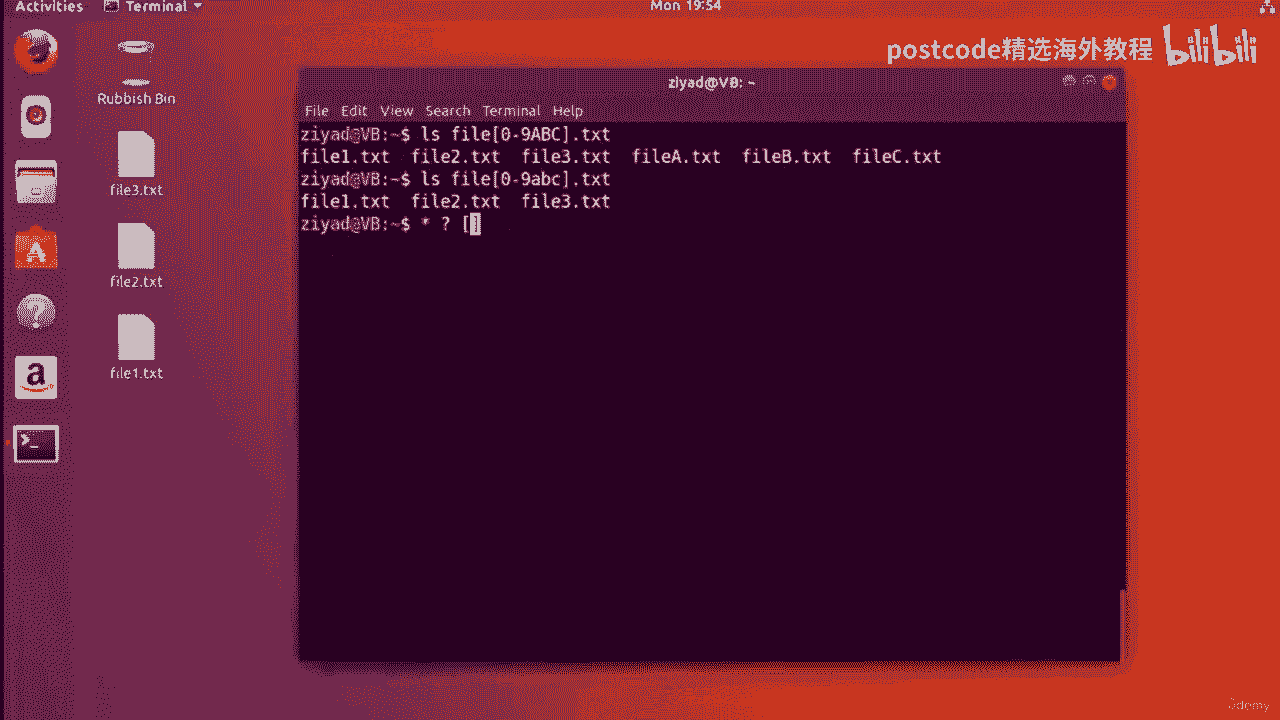 Activities
Terminal
Mon 19:54
postcode精选海外教程 bilibili
Rubbish Bin
ziyad@VB: ~
File Edit View Search Terminal Help
ziyad@VB:~$ ls file[0-9ABC].txt
file1.txt file2.txt file3.txt fileA.txt fileB.txt fileC.txt
ziyad@VB:~$ ls file[0-9abc].txt
file1.txt file2.txt file3.txt
ziyad@VB:~$ * ? []
file3.txt
file2.txt
file1.txt
ûdemy